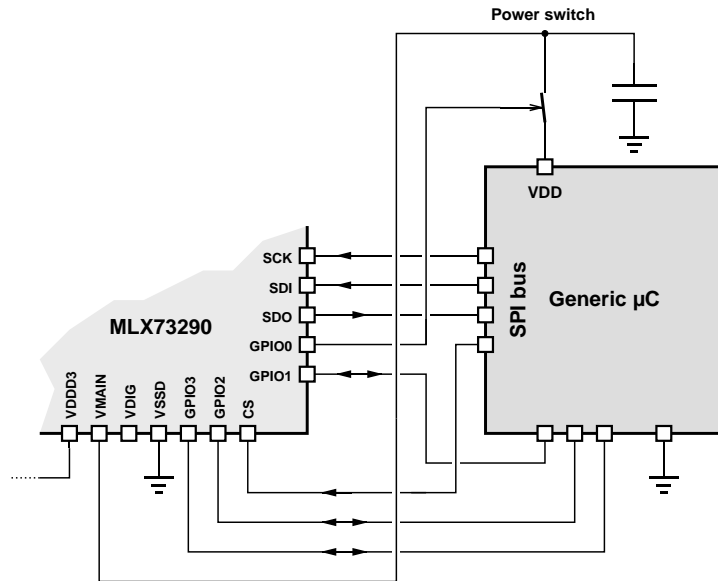 Power switch
VDD
SCK
SDI
SDO
GPIO0
GPIO1
MLX73290
SPI bus
Generic µC
VDDD3
VMAIN
VDIG
VSSD
GPIO3
GPIO2
CS